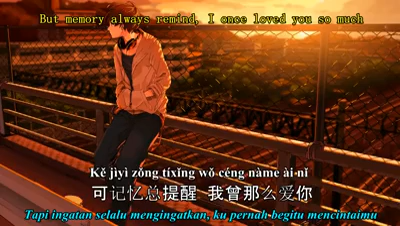 But memory always remind, I once loved you so much
Kě jìyì zǒng tíxǐng wǒ céng nàme ài-nǐ
可记忆总提醒 我曾那么爱你
Tapi ingatan selalu mengingatkan, ku pernah begitu mencintaimu